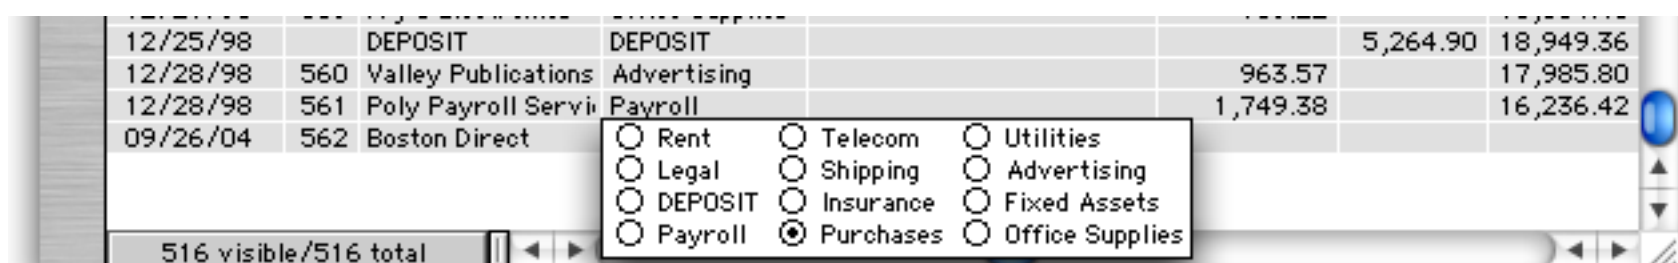 12/25/98 DEPOSIT DEPOSIT 5,264.90 18,949.36
12/28/98 560 Valley Publications Advertising 963.57 17,985.80
12/28/98 561 Poly Payroll Servi Payroll 1,749.38 16,236.42
09/26/04 562 Boston Direct
Rent Telecom Utilities
Legal Shipping Advertising
DEPOSIT Insurance Fixed Assets
Payroll Purchases Office Supplies
516 visible/516 total